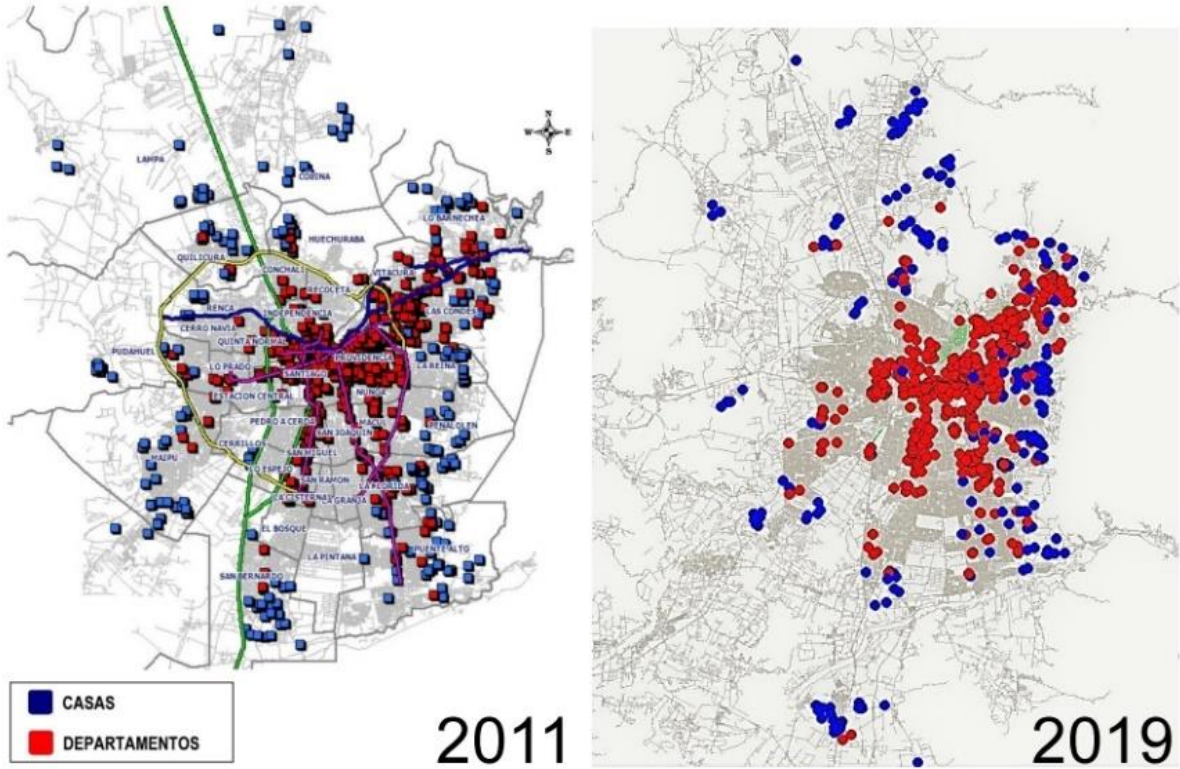 N
W E
S
LAMPA
COLINA
LO BARNECHEA
HUECHURABA
QUILICURA
CONCHALI
VITACURA
RECOLETA
RENCA
INDEPENDENCIA
LAS CONDES
CERRO NAVIA
QUINTA NORMAL
PUDAHUEL
PROVIDENCIA
LO PRADO
LA REINA
SANTIAGO
ESTACION CENTRAL
ÑUÑOA
PEDRO A CERDA
MACUL
SAN JOAQUIN
PEÑALOLEN
CERRILLOS
SAN MIGUEL
MAIPU
LO ESPEJO
SAN RAMON
LA FLORIDA
LA CISTERNA
LA GRANJA
EL BOSQUE
LA PINTANA
PUENTE ALTO
SAN BERNARDO
CASAS
DEPARTAMENTOS
2011
2019